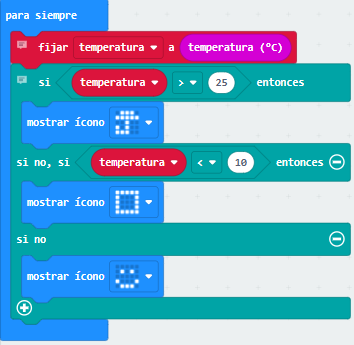 para siempre
fijar temperatura a temperatura (°C)
si temperatura > 25 entonces
mostrar ícono
si no, si temperatura < 10 entonces
mostrar ícono
si no
mostrar ícono